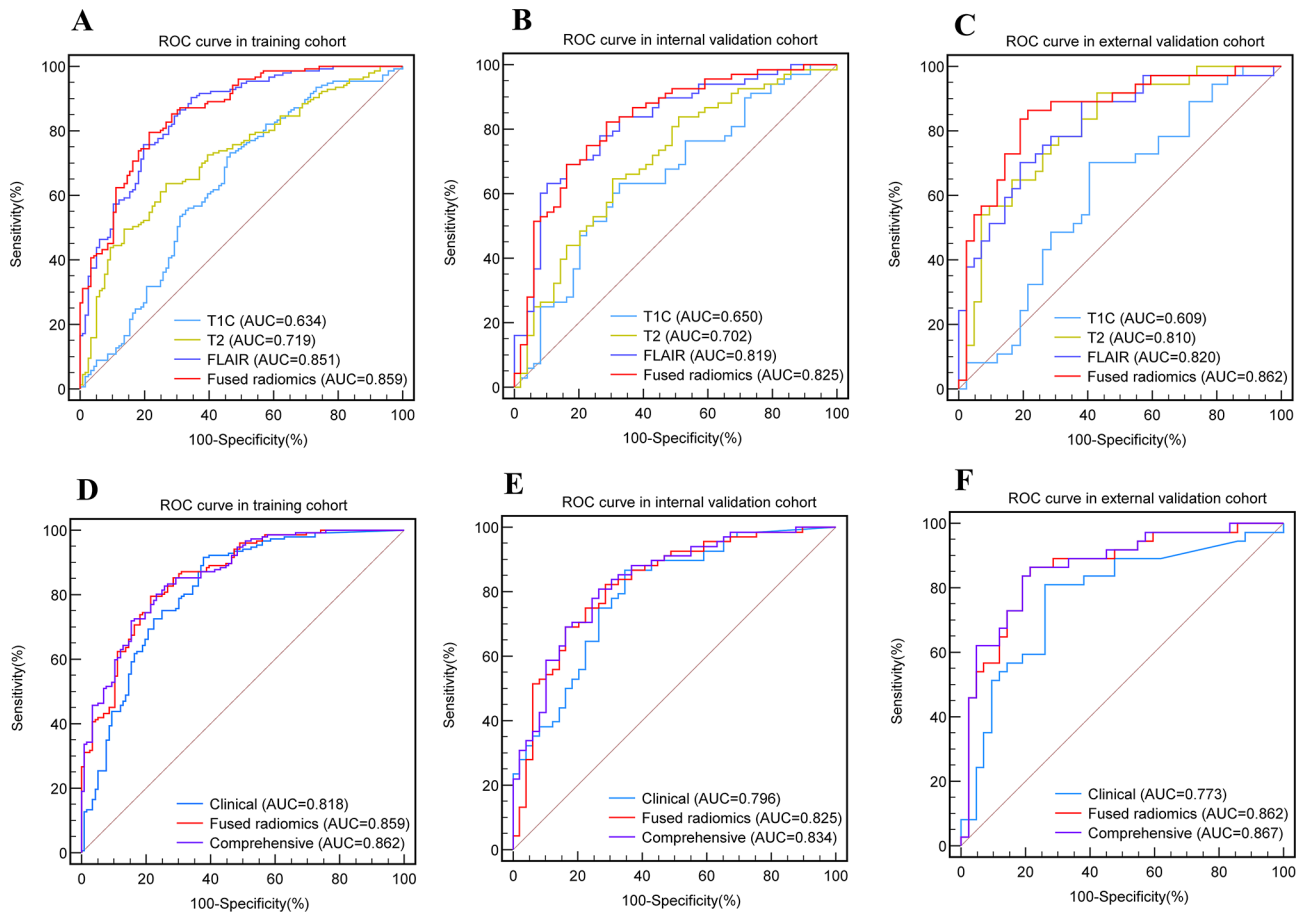 A
ROC curve in training cohort
100
80
60
40
20
0
Sensitivity(%)
T1C (AUC=0.634)
T2 (AUC=0.719)
FLAIR (AUC=0.851)
Fused radiomics (AUC=0.859)
0 20 40 60 80 100
100-Specificity(%)
B
ROC curve in internal validation cohort
100
80
60
40
20
0
Sensitivity(%)
T1C (AUC=0.650)
T2 (AUC=0.702)
FLAIR (AUC=0.819)
Fused radiomics (AUC=0.825)
0 20 40 60 80 100
100-Specificity(%)
C
ROC curve in external validation cohort
100
80
60
40
20
0
Sensitivity(%)
T1C (AUC=0.609)
T2 (AUC=0.810)
FLAIR (AUC=0.820)
Fused radiomics (AUC=0.862)
0 20 40 60 80 100
100-Specificity(%)
D
ROC curve in training cohort
100
80
60
40
20
0
Sensitivity(%)
Clinical (AUC=0.818)
Fused radiomics (AUC=0.859)
Comprehensive (AUC=0.862)
0 20 40 60 80 100
100-Specificity(%)
E
ROC curve in internal validation cohort
100
80
60
40
20
0
Sensitivity(%)
Clinical (AUC=0.796)
Fused radiomics (AUC=0.825)
Comprehensive (AUC=0.834)
0 20 40 60 80 100
100-Specificity(%)
F
ROC curve in external validation cohort
100
80
60
40
20
0
Sensitivity(%)
Clinical (AUC=0.773)
Fused radiomics (AUC=0.862)
Comprehensive (AUC=0.867)
0 20 40 60 80 100
100-Specificity(%)